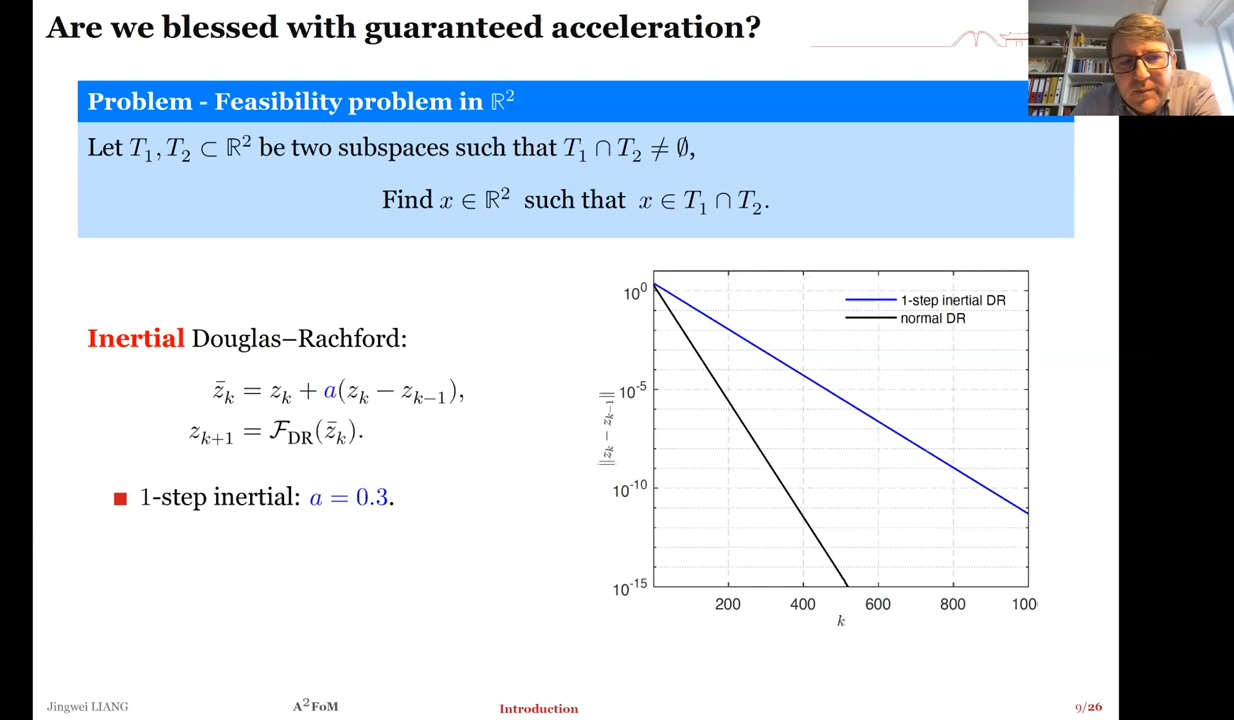 Are we blessed with guaranteed acceleration?
Problem - Feasibility problem in ℝ²
Let T₁, T₂ ⊂ ℝ² be two subspaces such that T₁ ∩ T₂ ≠ ∅,
Find x ∈ ℝ² such that x ∈ T₁ ∩ T₂.
Inertial Douglas–Rachford:
z̄ₖ = zₖ + a(zₖ − zₖ₋₁),
zₖ₊₁ = 𝓕_DR(z̄ₖ).
1-step inertial: a = 0.3.
1-step inertial DR
normal DR
10⁰
10⁻⁵
10⁻¹⁰
10⁻¹⁵
‖zₖ − zₖ₋₁‖
200 400 600 800 100
k
Jingwei LIANG A²FoM Introduction 9/26